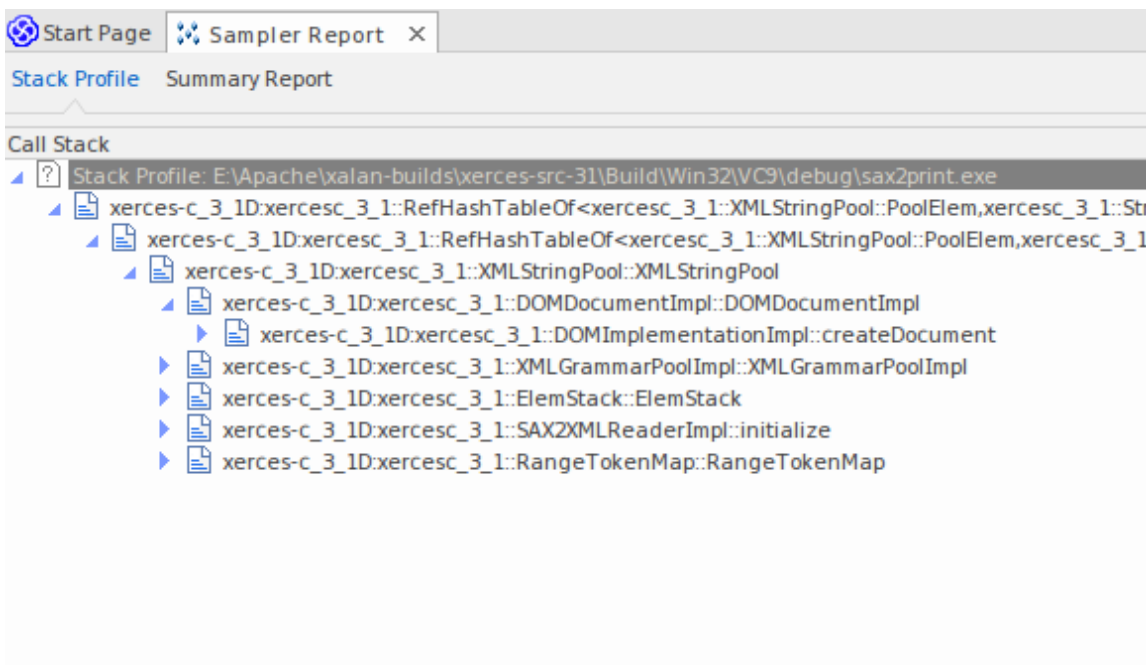 Start Page Sampler Report
Stack Profile Summary Report
Call Stack
Stack Profile: E:\Apache\xalan-builds\xerces-src-31\Build\Win32\VC9\debug\sax2print.exe
xerces-c_3_1D:xercesc_3_1::RefHashTableOf<xercesc_3_1::XMLStringPool::PoolElem,xercesc_3_1::Str
xerces-c_3_1D:xercesc_3_1::RefHashTableOf<xercesc_3_1::XMLStringPool::PoolElem,xercesc_3_1
xerces-c_3_1D:xercesc_3_1::XMLStringPool::XMLStringPool
xerces-c_3_1D:xercesc_3_1::DOMDocumentImpl::DOMDocumentImpl
xerces-c_3_1D:xercesc_3_1::DOMImplementationImpl::createDocument
xerces-c_3_1D:xercesc_3_1::XMLGrammarPoolImpl::XMLGrammarPoolImpl
xerces-c_3_1D:xercesc_3_1::ElemStack::ElemStack
xerces-c_3_1D:xercesc_3_1::SAX2XMLReaderImpl::initialize
xerces-c_3_1D:xercesc_3_1::RangeTokenMap::RangeTokenMap